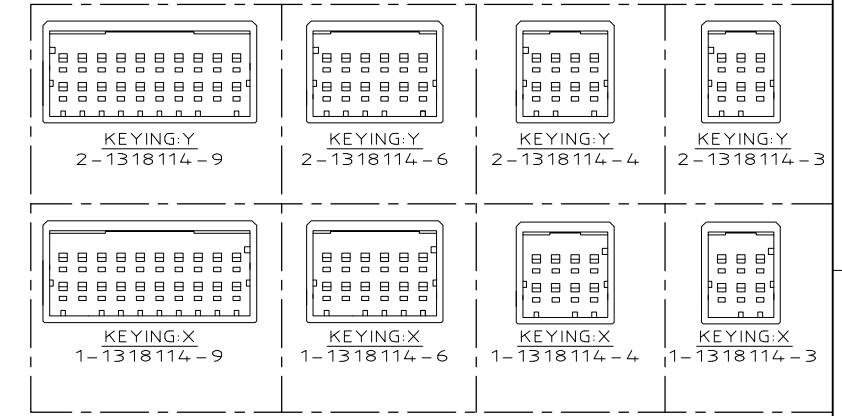 KEYING:Y
2-1318114-9
KEYING:Y
2-1318114-6
KEYING:Y
2-1318114-4
KEYING:Y
2-1318114-3
KEYING:X
1-1318114-9
KEYING:X
1-1318114-6
KEYING:X
1-1318114-4
KEYING:X
1-1318114-3